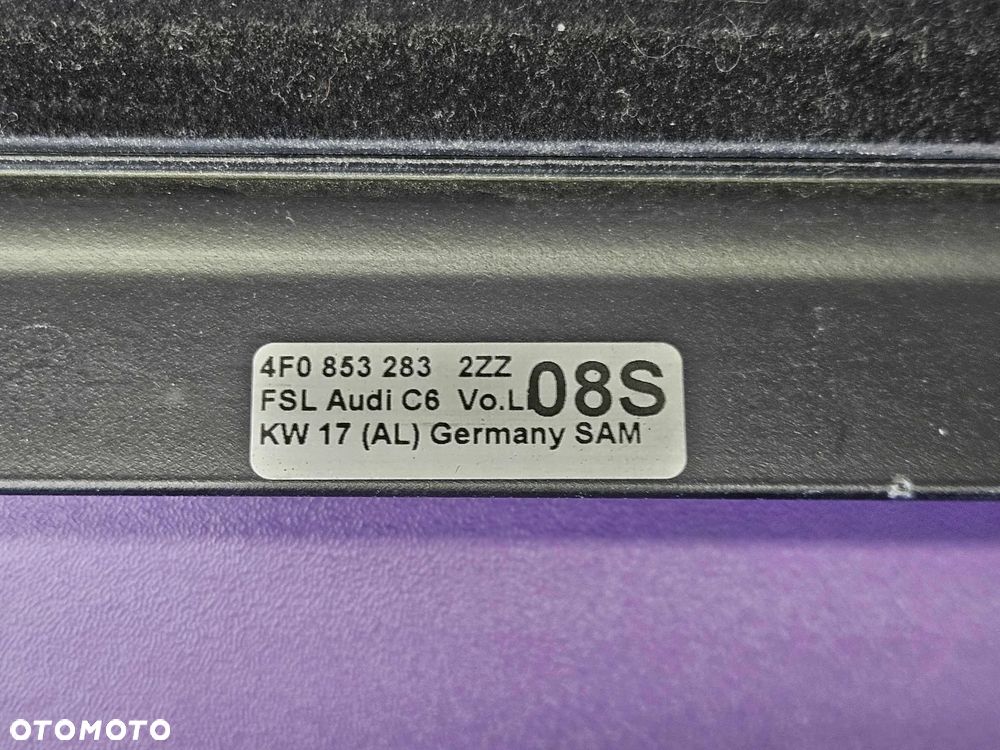 4F0 853 283 2ZZ
FSL Audi C6 Vo.L 08S
KW 17 (AL) Germany SAM
OTOMOTO